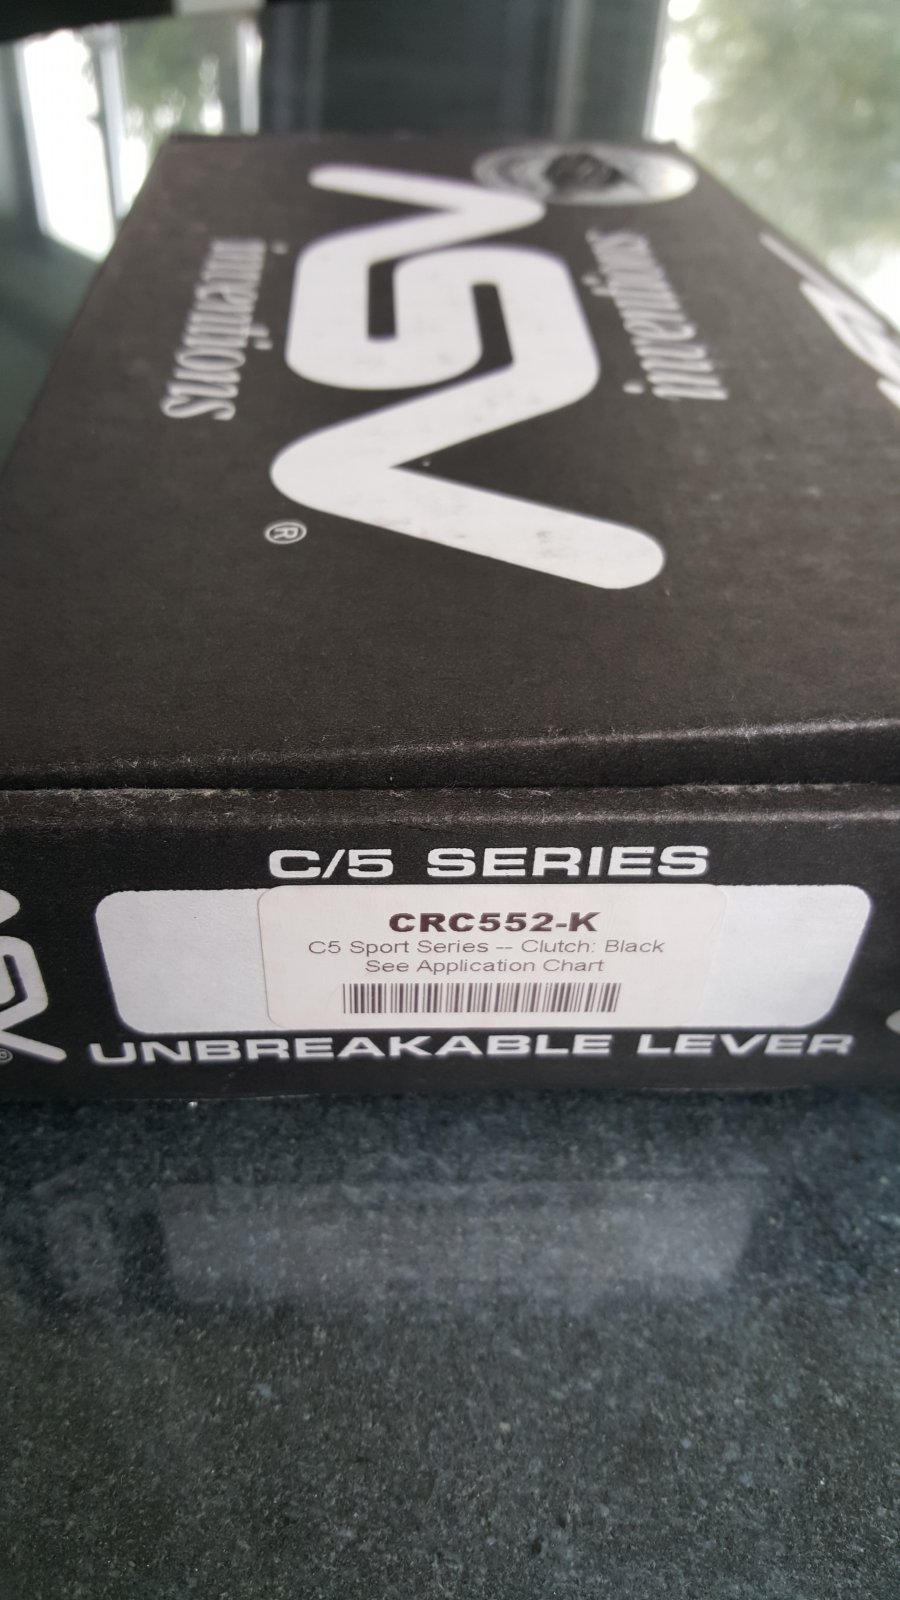 inventions
ASV
®
inventions
C/5 SERIES
CRC552-K
C5 Sport Series -- Clutch: Black
See Application Chart
UNBREAKABLE LEVER
®